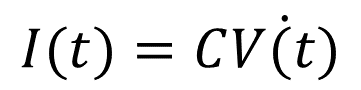 I(t) = CV̇(t)